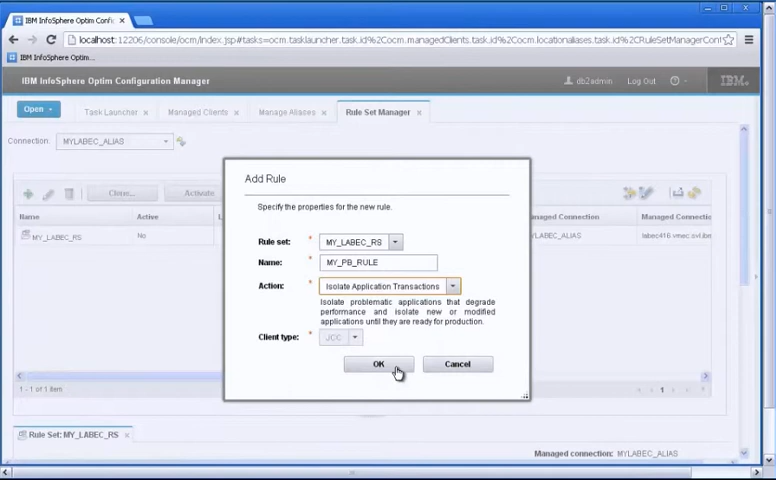 IBM InfoSphere Optim Confi
localhost:12206/console/ocm/index.jsp#tasks=ocm.tasklauncher.task.id%2Cocm.managedClients.task.id%2Cocm.locationaliases.task.id%2CRuleSetManagerConf
IBM InfoSphere Optim...
IBM InfoSphere Optim Configuration Manager
db2admin
Log Out
IBM
Open
Task Launcher
Managed Clients
Manage Aliases
Rule Set Manager
Connection:
MYLABEC_ALIAS
Clone...
Activate
Name
Active
L
Managed Connection
Managed Connectio
MY_LABEC_RS
No
ABEC_ALIAS
Add Rule
Specify the properties for the new rule.
Rule set:
* MY_LABEC_RS
Name:
* MY_PB_RULE
Action:
* Isolate Application Transactions
Isolate problematic applications that degrade
performance and isolate new or modified
applications until they are ready for production.
Client type:
* JCC
OK
Cancel
1 - 1 of 1 item
1
Rule Set: MY_LABEC_RS
Managed connection: MYLABEC_ALIAS